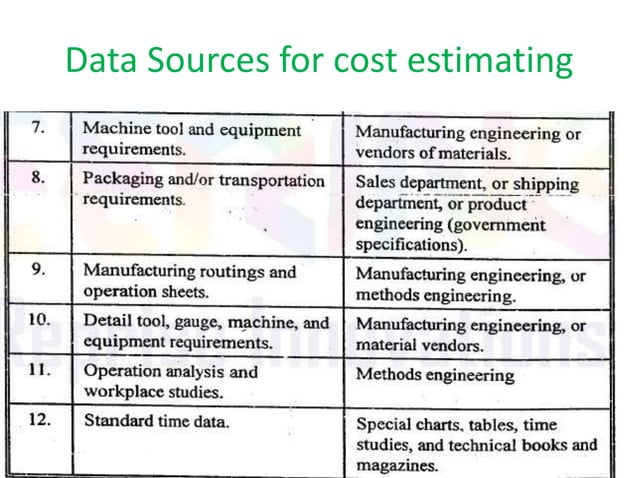 Data Sources for cost estimating
7. Machine tool and equipment requirements. Manufacturing engineering or vendors of materials.
8. Packaging and/or transportation requirements. Sales department, or shipping department, or product engineering (government specifications).
9. Manufacturing routings and operation sheets. Manufacturing engineering, or methods engineering.
10. Detail tool, gauge, machine, and equipment requirements. Manufacturing engineering, or material vendors.
11. Operation analysis and workplace studies. Methods engineering
12. Standard time data. Special charts, tables, time studies, and technical books and magazines.